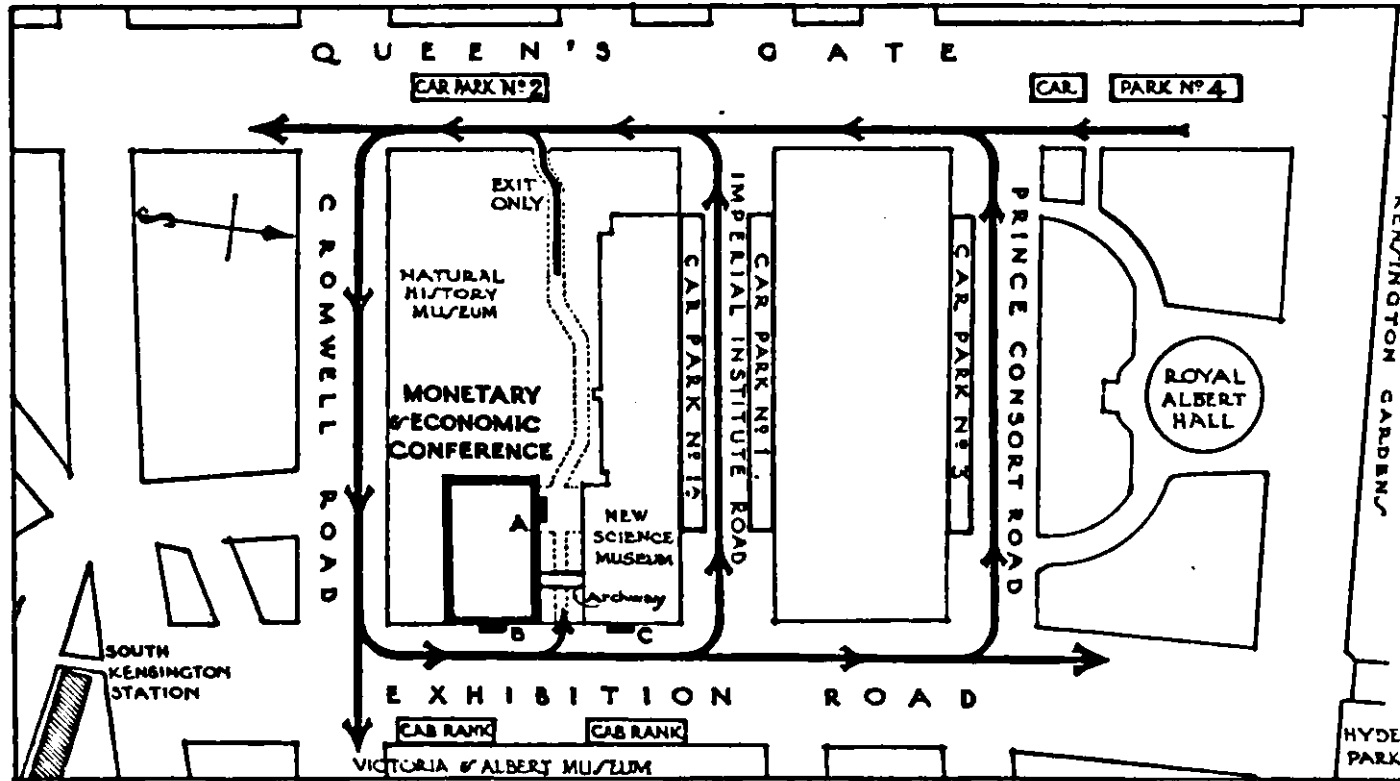 QUEEN'S GATE
CAR PARK Nº 2
CAR
PARK Nº 4
EXIT
ONLY
S
CROMWELL ROAD
NATURAL
HISTORY
MUSEUM
MONETARY
& ECONOMIC
CONFERENCE
CAR PARK Nº 1A
IMPERIAL INSTITUTE ROAD
CAR PARK Nº 1.
CAR PARK Nº 3
PRINCE CONSORT ROAD
ROYAL
ALBERT
HALL
KENSINGTON GARDENS
A
NEW
SCIENCE
MUSEUM
Archway
B
C
SOUTH
KENSINGTON
STATION
EXHIBITION ROAD
CAB RANK
CAB RANK
VICTORIA & ALBERT MUSEUM
HYDE
PARK